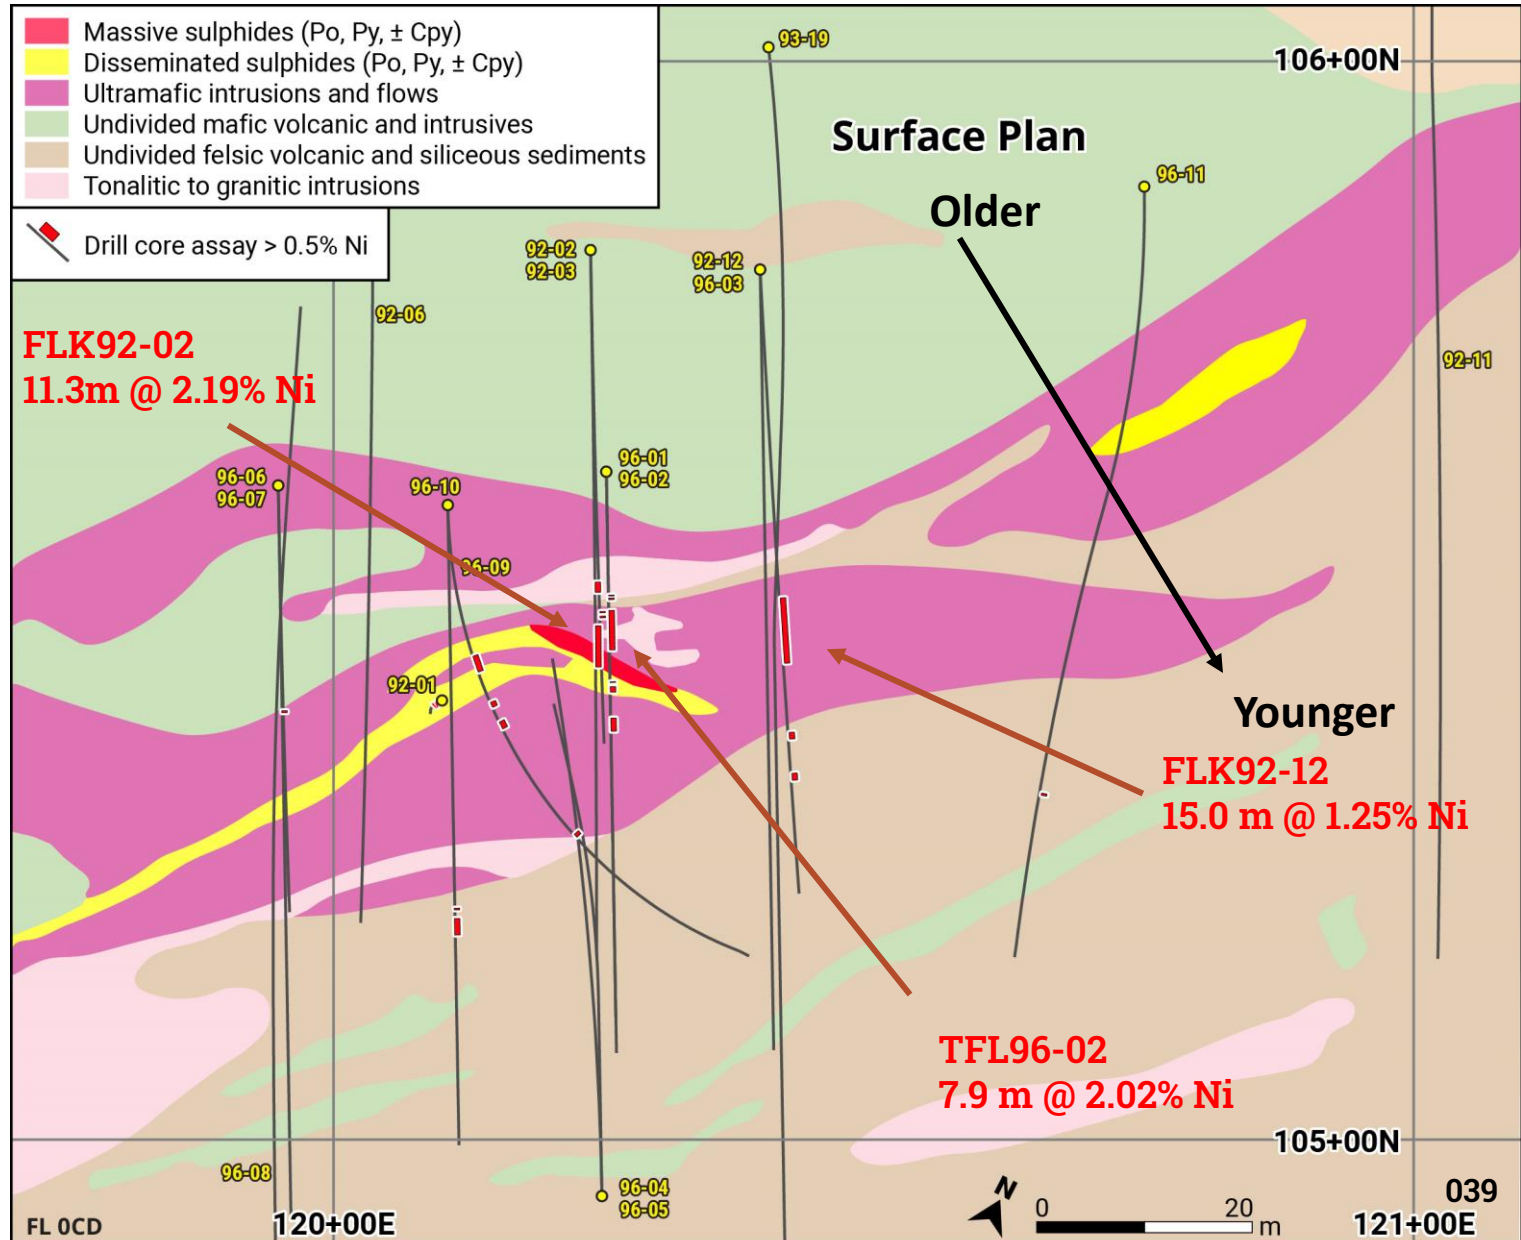 Massive sulphides (Po, Py, ± Cpy)
Disseminated sulphides (Po, Py, ± Cpy)
Ultramafic intrusions and flows
Undivided mafic volcanic and intrusives
Undivided felsic volcanic and siliceous sediments
Tonalitic to granitic intrusions
Drill core assay > 0.5% Ni
93-19
106+00N
Surface Plan
96-11
Older
92-02
92-03
92-12
96-03
92-06
FLK92-02
11.3m @ 2.19% Ni
92-11
96-01
96-02
96-06
96-07
96-10
96-09
92-01
Younger
FLK92-12
15.0 m @ 1.25% Ni
TFL96-02
7.9 m @ 2.02% Ni
105+00N
96-08
96-04
96-05
N
0 20 m
039
FL 0CD
120+00E
121+00E